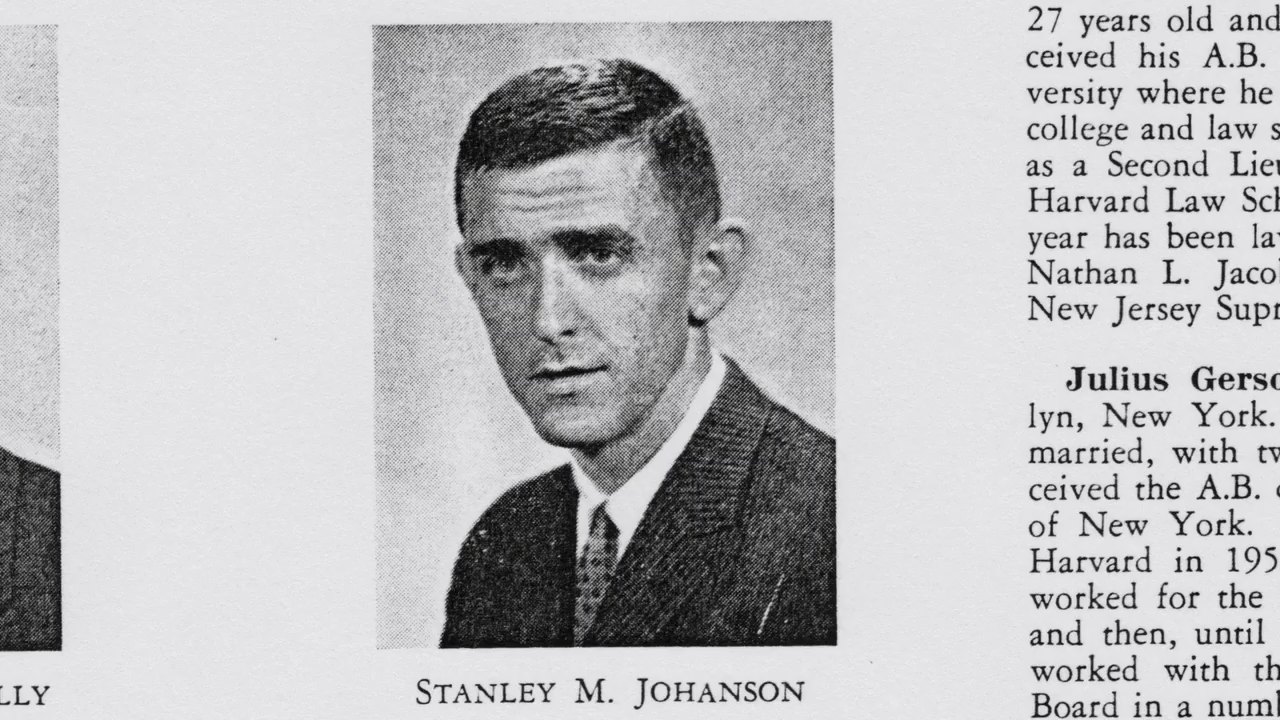 LLY
STANLEY M. JOHANSON
27 years old and
ceived his A.B.
versity where he
college and law s
as a Second Lieu
Harvard Law Sch
year has been la
Nathan L. Jacob
New Jersey Supr
Julius Gerso
lyn, New York.
married, with tw
ceived the A.B.
of New York.
Harvard in 195
worked for the
and then, until
worked with th
Board in a numb